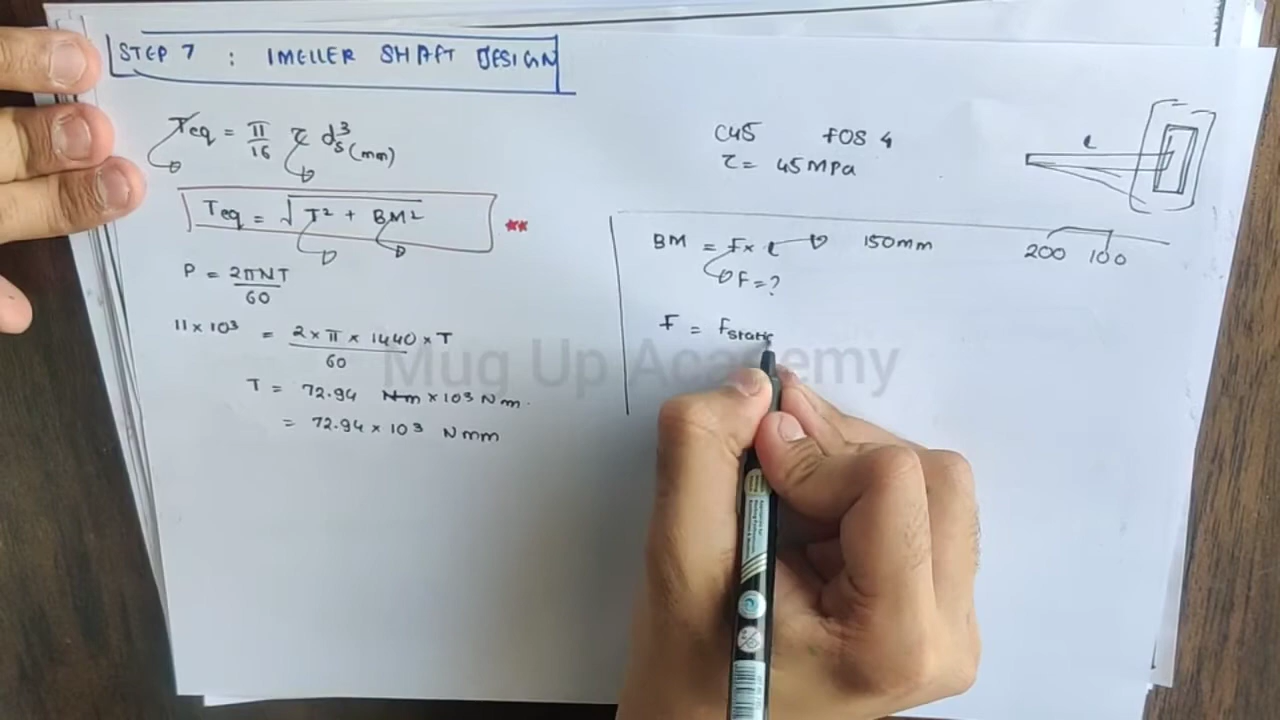 STEP 7 : IMELLER SHAFT DESIGN
Teq = π/16 τ ds³(mm)
Teq = √T² + BM² **
P = 2πNT/60
11 × 10³ = 2 × π × 1440 × T/60
T = 72.94 Nm × 10³ Nm.
= 72.94 × 10³ Nmm
C45 FOS 4
τ = 45 MPa
L
BM = F × L 150mm 200 100
F = ?
F = Fstatic
Mug Up Academy